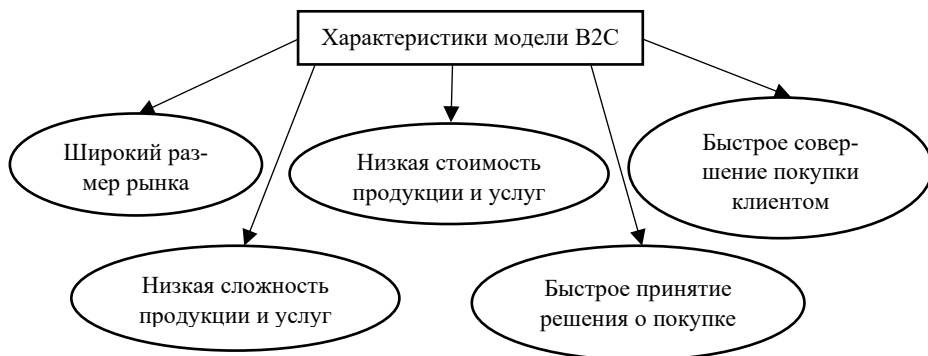 Характеристики модели B2C
Широкий раз-
мер рынка
Низкая стоимость
продукции и услуг
Быстрое совер-
шение покупки
клиентом
Низкая сложность
продукции и услуг
Быстрое принятие
решения о покупке